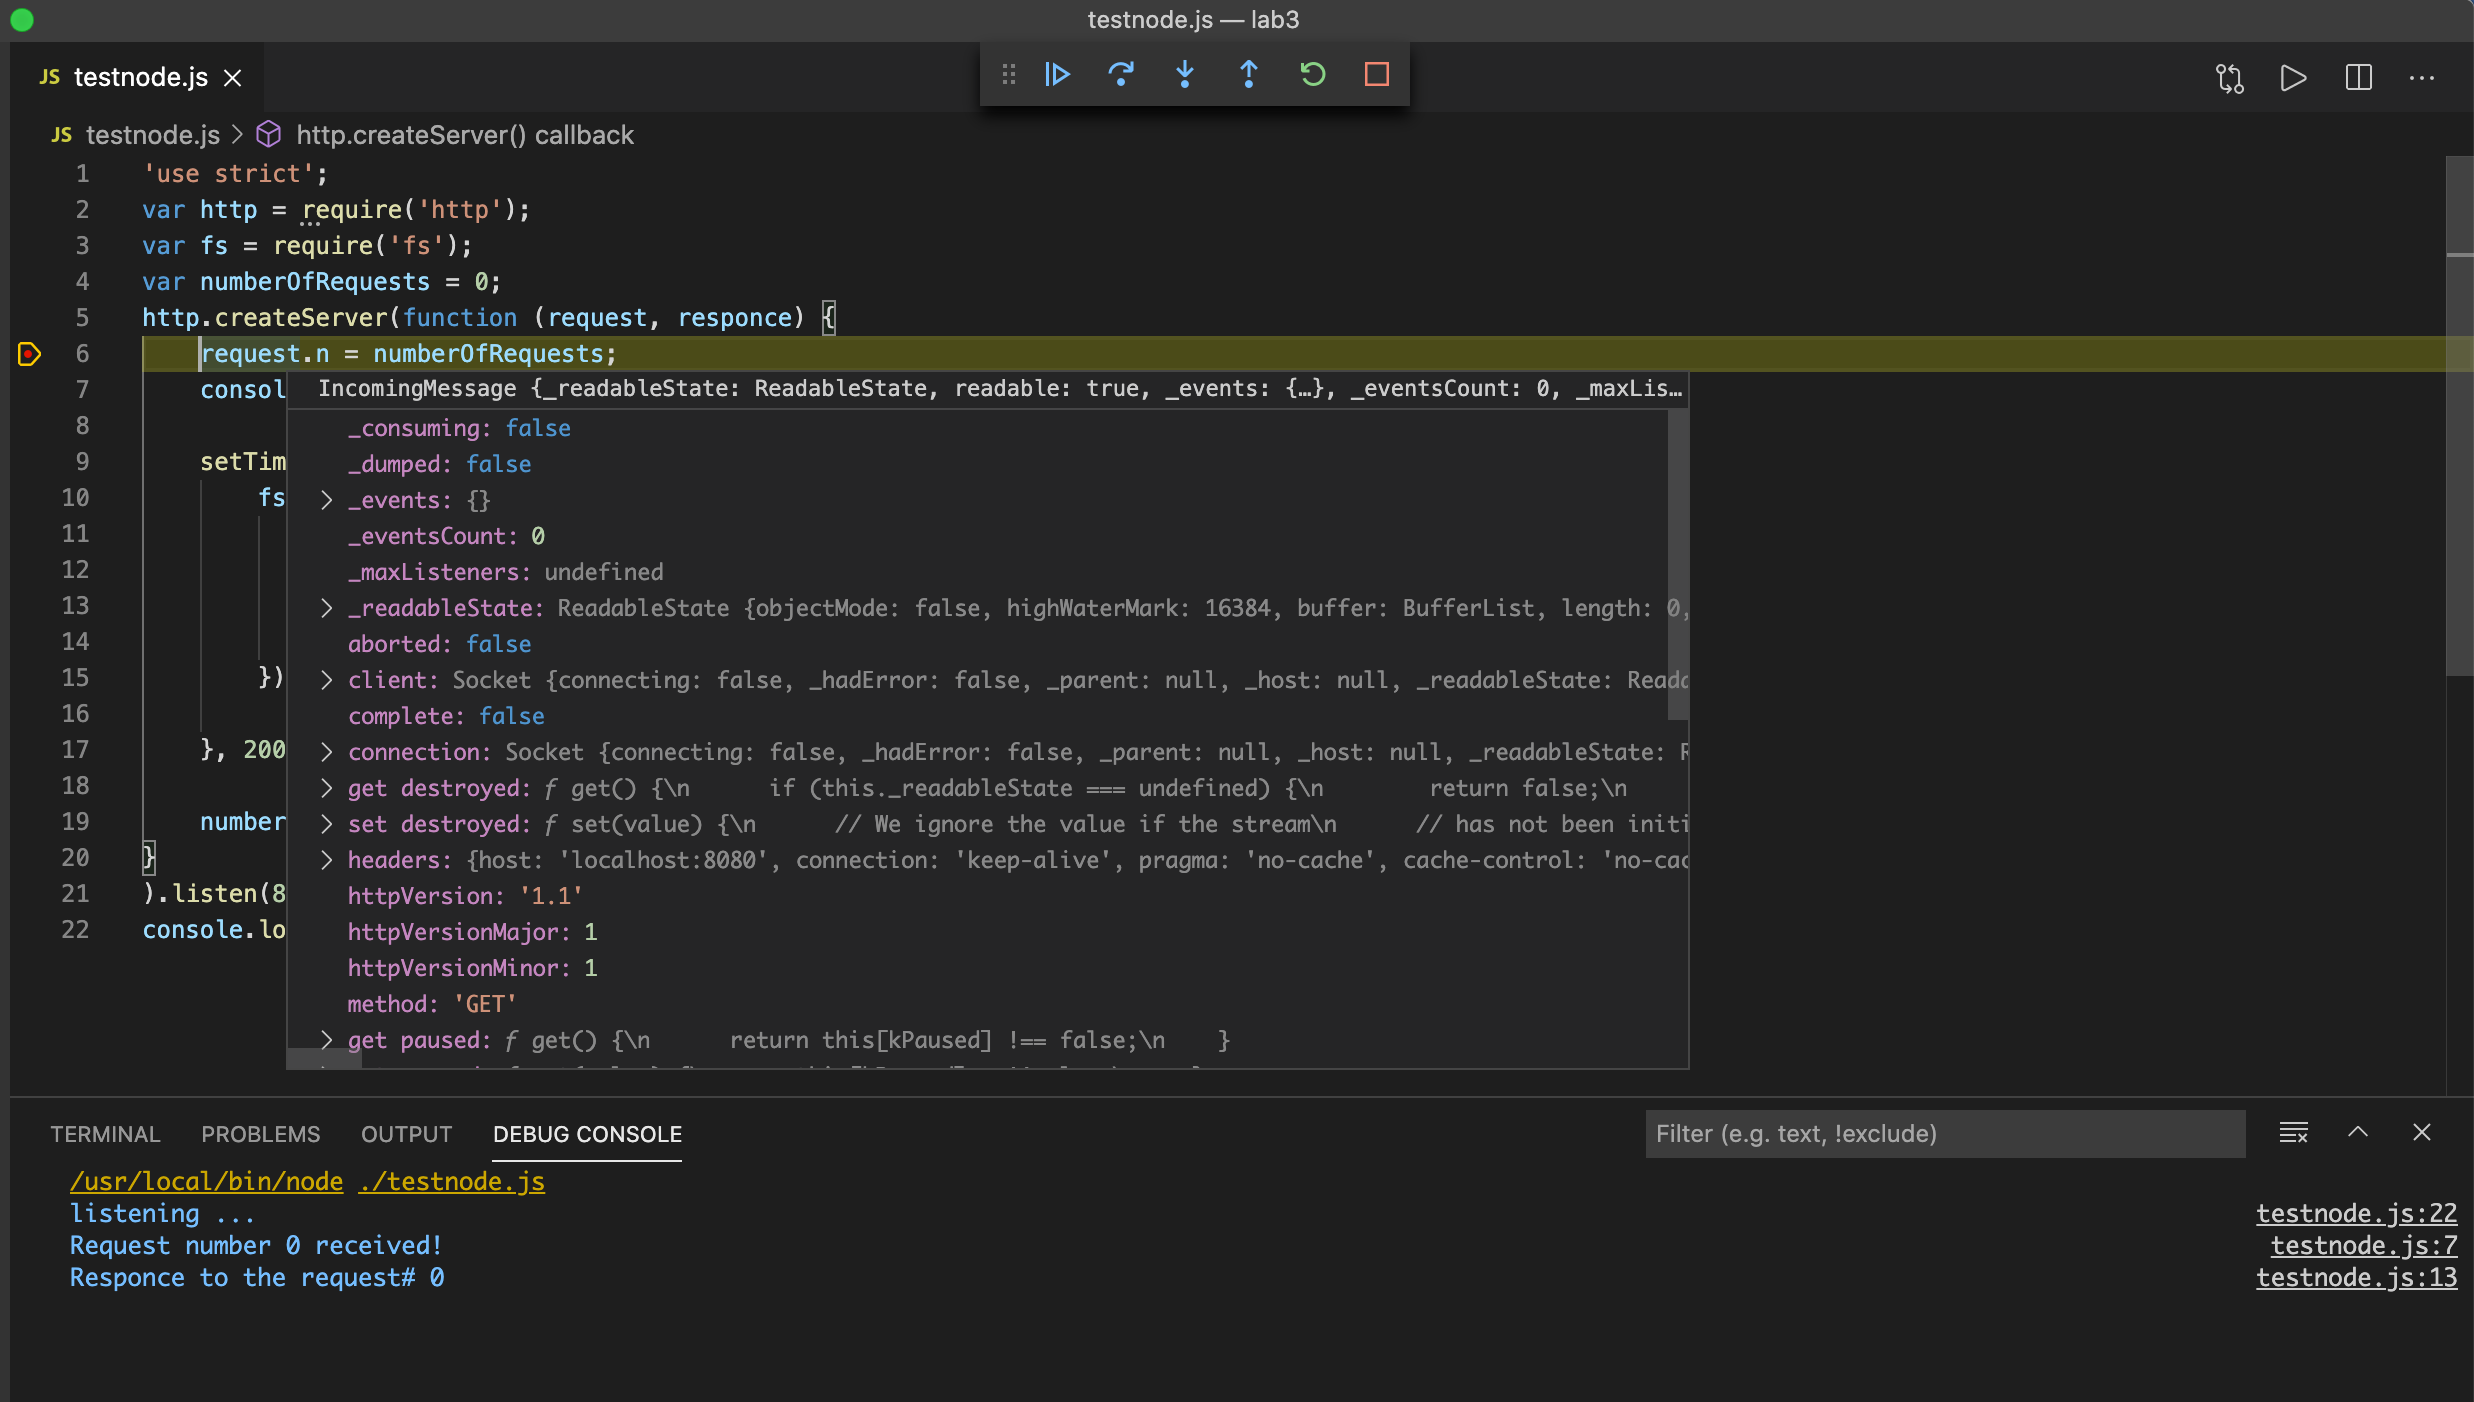 testnode.js — lab3
JS testnode.js
JS testnode.js > http.createServer() callback
1 'use strict';
2 var http = require('http');
3 var fs = require('fs');
4 var numberOfRequests = 0;
5 http.createServer(function (request, responce) {
6 request.n = numberOfRequests;
7 consol
IncomingMessage {_readableState: ReadableState, readable: true, _events: {…}, _eventsCount: 0, _maxLis…
8
_consuming: false
9 setTim
_dumped: false
10 fs
> _events: {}
11
_eventsCount: 0
12
_maxListeners: undefined
13
> _readableState: ReadableState {objectMode: false, highWaterMark: 16384, buffer: BufferList, length: 0,
14
aborted: false
15 })
> client: Socket {connecting: false, _hadError: false, _parent: null, _host: null, _readableState: Reada
16
complete: false
17 }, 200
> connection: Socket {connecting: false, _hadError: false, _parent: null, _host: null, _readableState: R
18
> get destroyed: ƒ get() {\n if (this._readableState === undefined) {\n return false;\n
19 number
> set destroyed: ƒ set(value) {\n // We ignore the value if the stream\n // has not been initi
20 }
> headers: {host: 'localhost:8080', connection: 'keep-alive', pragma: 'no-cache', cache-control: 'no-cac
21 ).listen(8
httpVersion: '1.1'
22 console.lo
httpVersionMajor: 1
httpVersionMinor: 1
method: 'GET'
> get paused: ƒ get() {\n return this[kPaused] !== false;\n }
TERMINAL PROBLEMS OUTPUT DEBUG CONSOLE
Filter (e.g. text, !exclude)
/usr/local/bin/node ./testnode.js
listening ... testnode.js:22
Request number 0 received! testnode.js:7
Responce to the request# 0 testnode.js:13